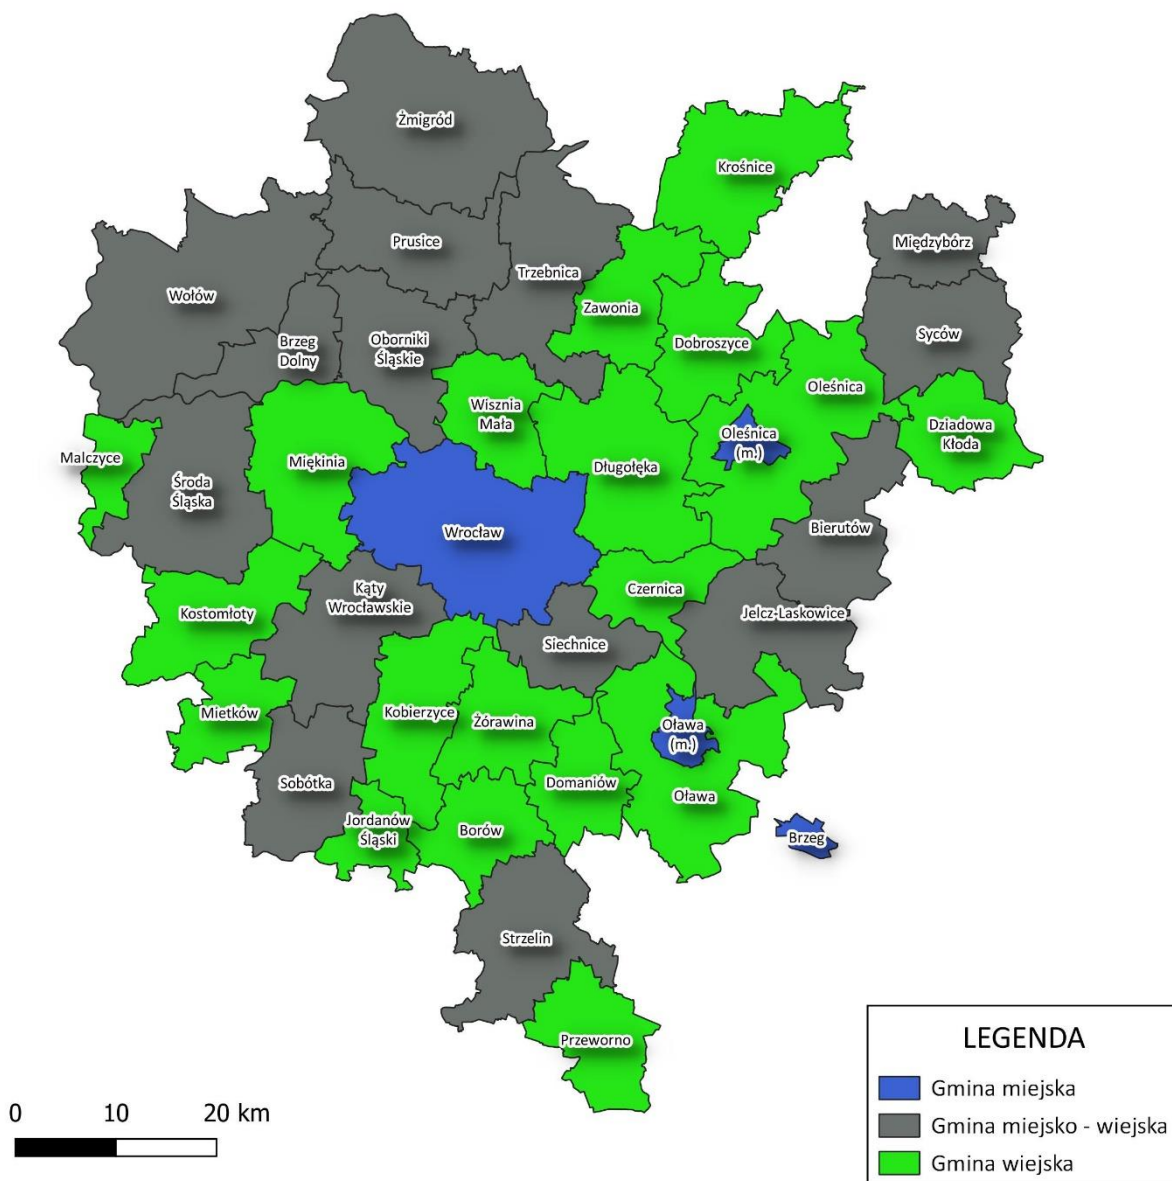 Żmigród
Krośnice
Prusice
Międzybórz
Trzebnica
Wołów
Zawonia
Syców
Brzeg
Dolny
Oborniki
Śląskie
Dobroszyce
Oleśnica
Wisznia
Mała
Dziadowa
Kłoda
Oleśnica
(m.)
Malczyce
Miękinia
Długołęka
Środa
Śląska
Wrocław
Bierutów
Kąty
Wrocławskie
Czernica
Kostomłoty
Jelcz-Laskowice
Siechnice
Mietków
Kobierzyce
Żórawina
Oława
(m.)
Sobótka
Domaniów
Oława
Jordanów
Śląski
Borów
Brzeg
Strzelin
Przeworno
LEGENDA
Gmina miejska
Gmina miejsko - wiejska
Gmina wiejska
0 10 20 km